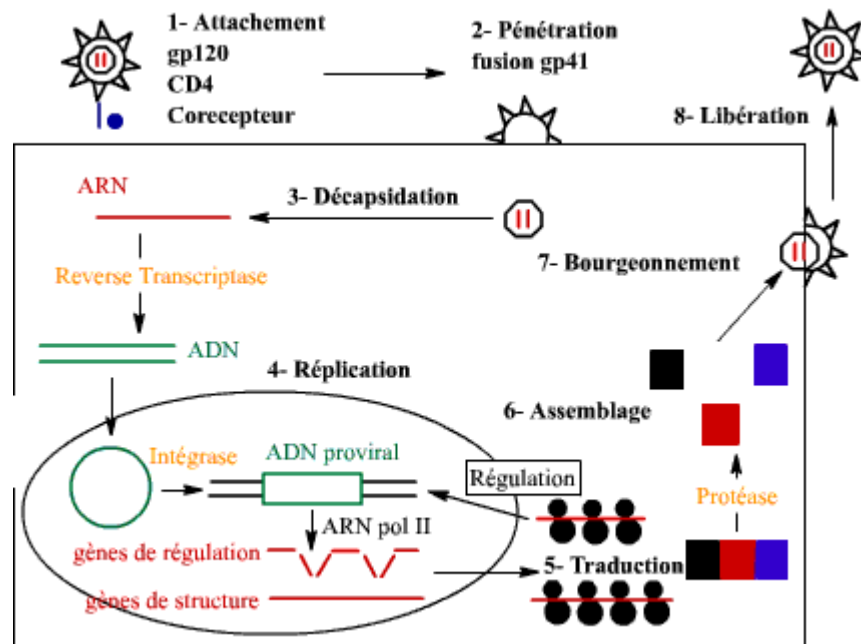 1- Attachement
gp120
CD4
Corecepteur
2- Pénétration
fusion gp41
8- Libération
ARN
3- Décapsidation
7- Bourgeonnement
Reverse Transcriptase
ADN
4- Réplication
6- Assemblage
Intégrase
ADN proviral
Régulation
Protéase
ARN pol II
gènes de régulation
5- Traduction
gènes de structure